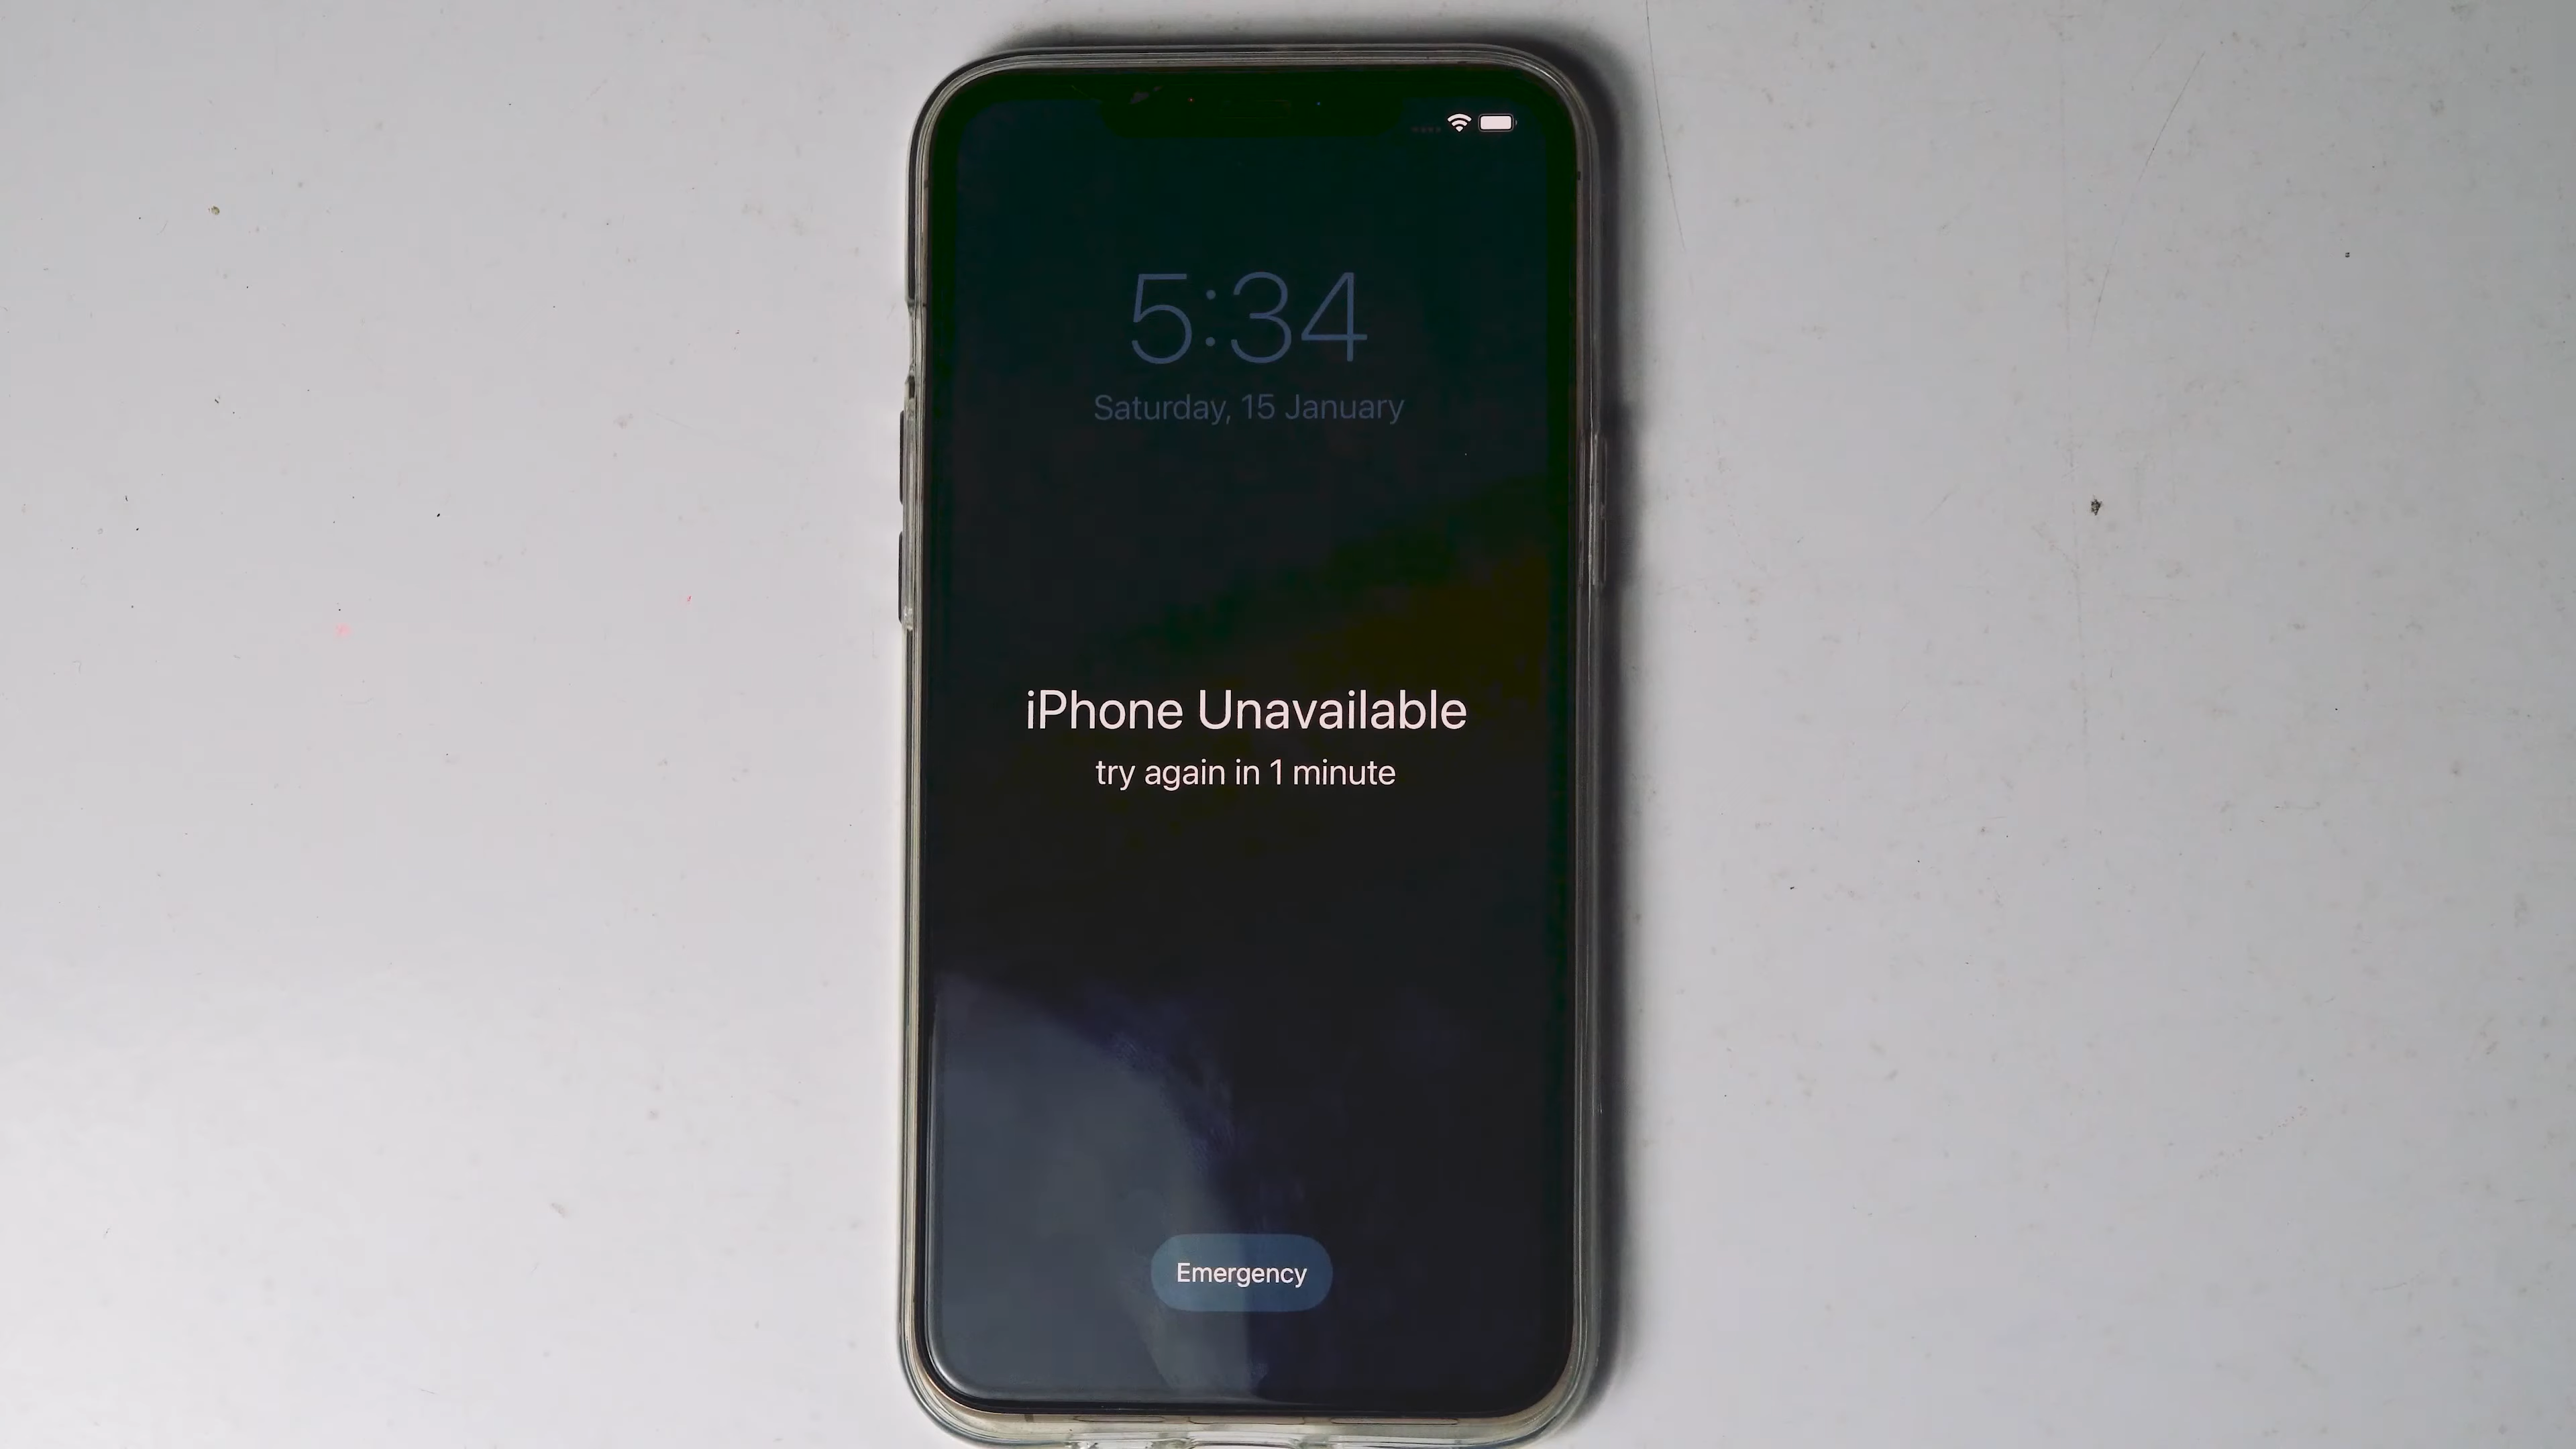 5:34
Saturday, 15 January
iPhone Unavailable
try again in 1 minute
Emergency